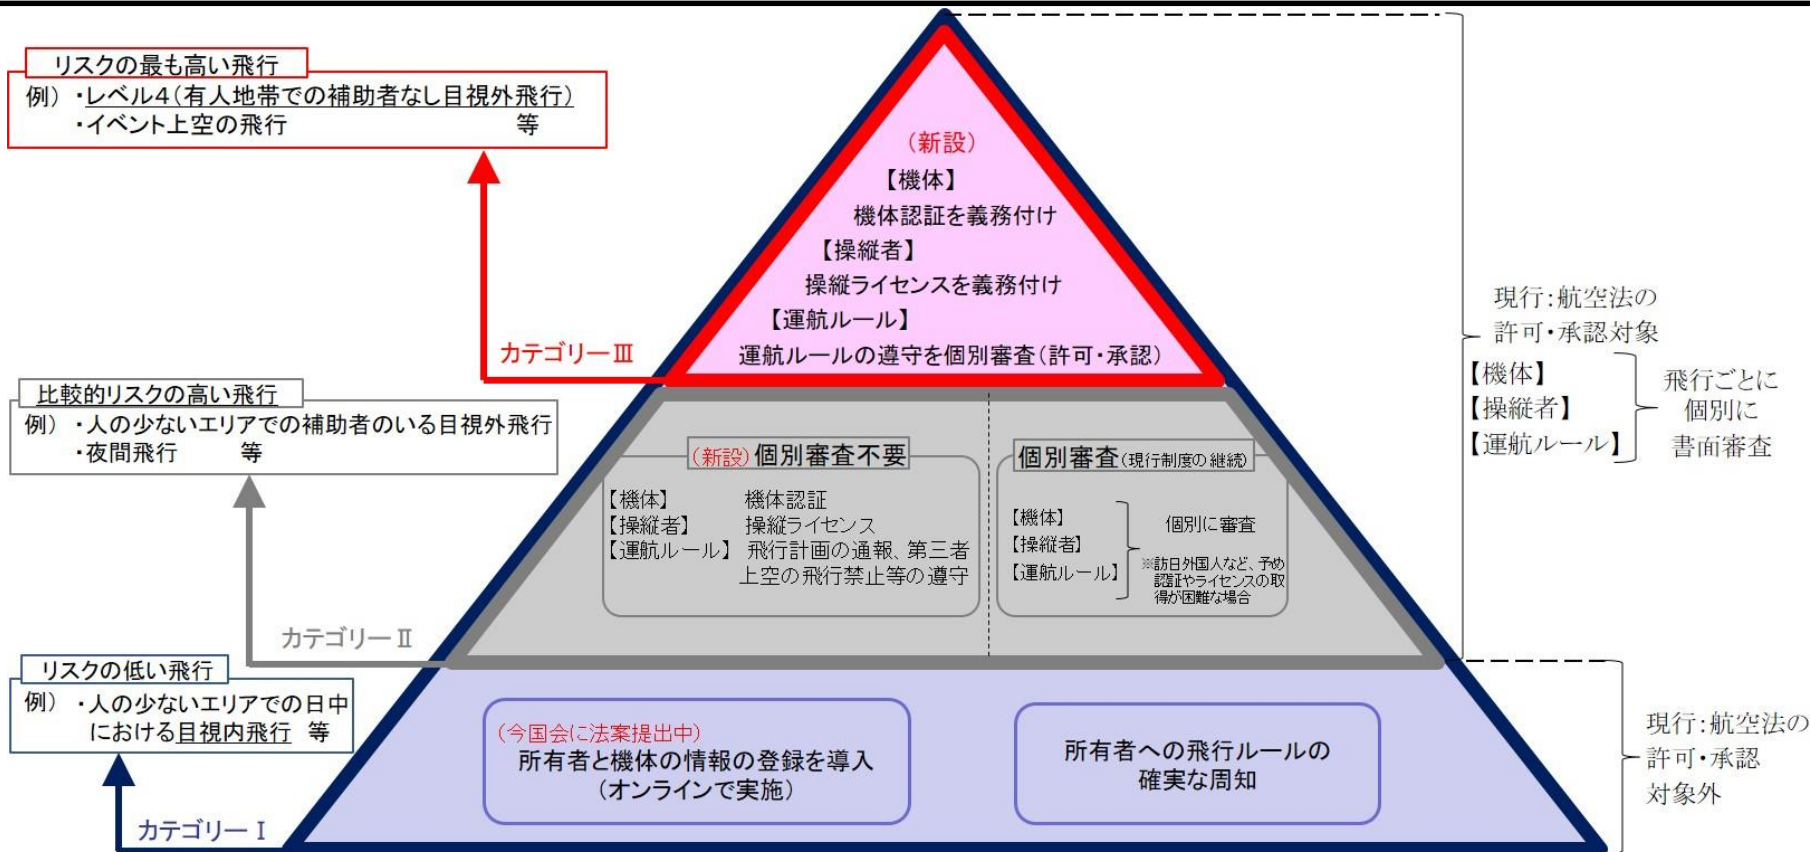 リスクの最も高い飛行
例） ・レベル４（有人地帯での補助者なし目視外飛行）
・イベント上空の飛行 等
カテゴリーⅢ
（新設）
【機体】
機体認証を義務付け
【操縦者】
操縦ライセンスを義務付け
【運航ルール】
運航ルールの遵守を個別審査（許可・承認）
現行：航空法の
許可・承認対象
【機体】
【操縦者】
【運航ルール】
飛行ごとに
個別に
書面審査
比較的リスクの高い飛行
例） ・人の少ないエリアでの補助者のいる目視外飛行
・夜間飛行 等
カテゴリーⅡ
（新設）個別審査不要
【機体】 機体認証
【操縦者】 操縦ライセンス
【運航ルール】 飛行計画の通報、第三者
上空の飛行禁止等の遵守
個別審査（現行制度の継続）
【機体】
【操縦者】
【運航ルール】
個別に審査
※訪日外国人など、予め
認証やライセンスの取
得が困難な場合
リスクの低い飛行
例） ・人の少ないエリアでの日中
における目視内飛行 等
カテゴリーⅠ
（今国会に法案提出中）
所有者と機体の情報の登録を導入
（オンラインで実施）
所有者への飛行ルールの
確実な周知
現行：航空法の
許可・承認
対象外